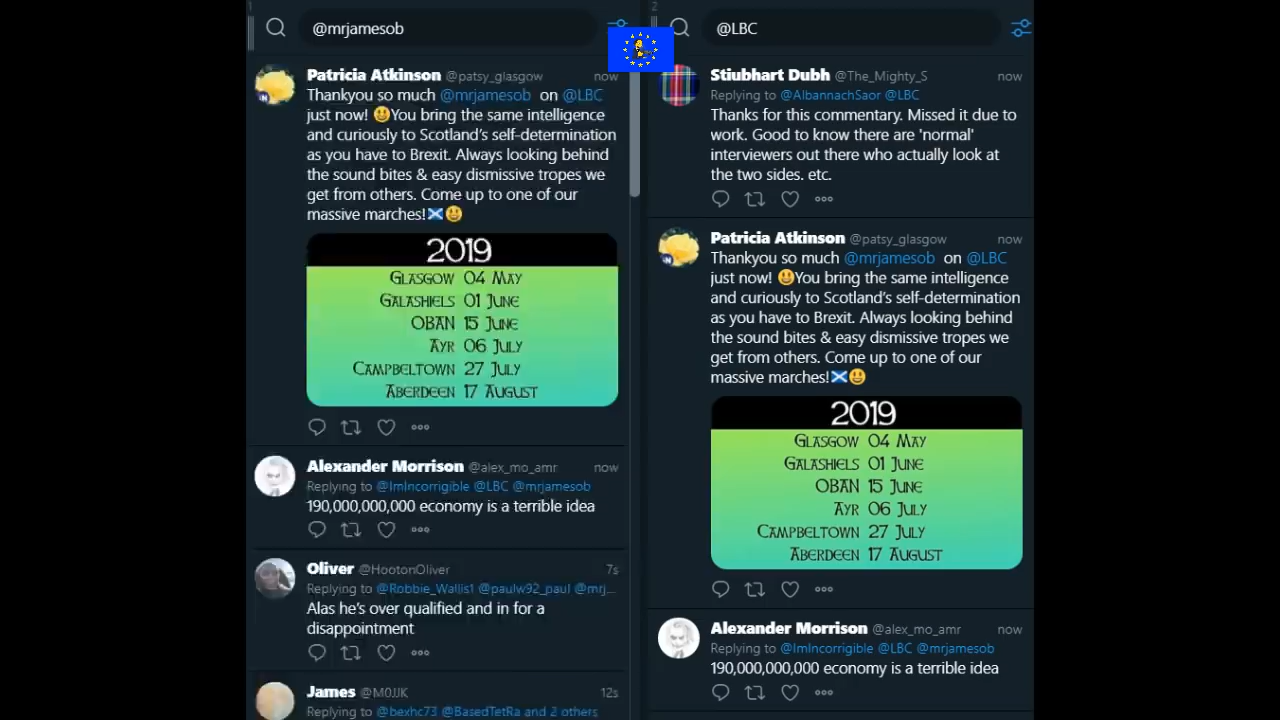 1
@mrjamesob
Patricia Atkinson @patsy_glasgow now
Thankyou so much @mrjamesob on @LBC
just now! 😃You bring the same intelligence
and curiously to Scotland's self-determination
as you have to Brexit. Always looking behind
the sound bites & easy dismissive tropes we
get from others. Come up to one of our
massive marches!🏴󠁧󠁢󠁳󠁣󠁴󠁿😃
2019
GLASGOW 04 MAY
GALASHIELS 01 JUNE
OBAN 15 JUNE
AYR 06 JULY
CAMPBELTOWN 27 JULY
ABERDEEN 17 AUGUST
Alexander Morrison @alex_mo_amr now
Replying to @ImIncorrigible @LBC @mrjamesob
190,000,000,000 economy is a terrible idea
Oliver @HootonOliver 7s
Replying to @Robbie_Wallis1 @paulw92_paul @mrj...
Alas he's over qualified and in for a
disappointment
James @M0JJK 12s
Replying to @bexhc73 @BasedTetRa and 2 others
2
@LBC
Stiubhart Dubh @The_Mighty_S now
Replying to @AlbannachSaor @LBC
Thanks for this commentary. Missed it due to
work. Good to know there are 'normal'
interviewers out there who actually look at
the two sides. etc.
Patricia Atkinson @patsy_glasgow now
Thankyou so much @mrjamesob on @LBC
just now! 😃You bring the same intelligence
and curiously to Scotland's self-determination
as you have to Brexit. Always looking behind
the sound bites & easy dismissive tropes we
get from others. Come up to one of our
massive marches!🏴󠁧󠁢󠁳󠁣󠁴󠁿😃
2019
GLASGOW 04 MAY
GALASHIELS 01 JUNE
OBAN 15 JUNE
AYR 06 JULY
CAMPBELTOWN 27 JULY
ABERDEEN 17 AUGUST
Alexander Morrison @alex_mo_amr now
Replying to @ImIncorrigible @LBC @mrjamesob
190,000,000,000 economy is a terrible idea